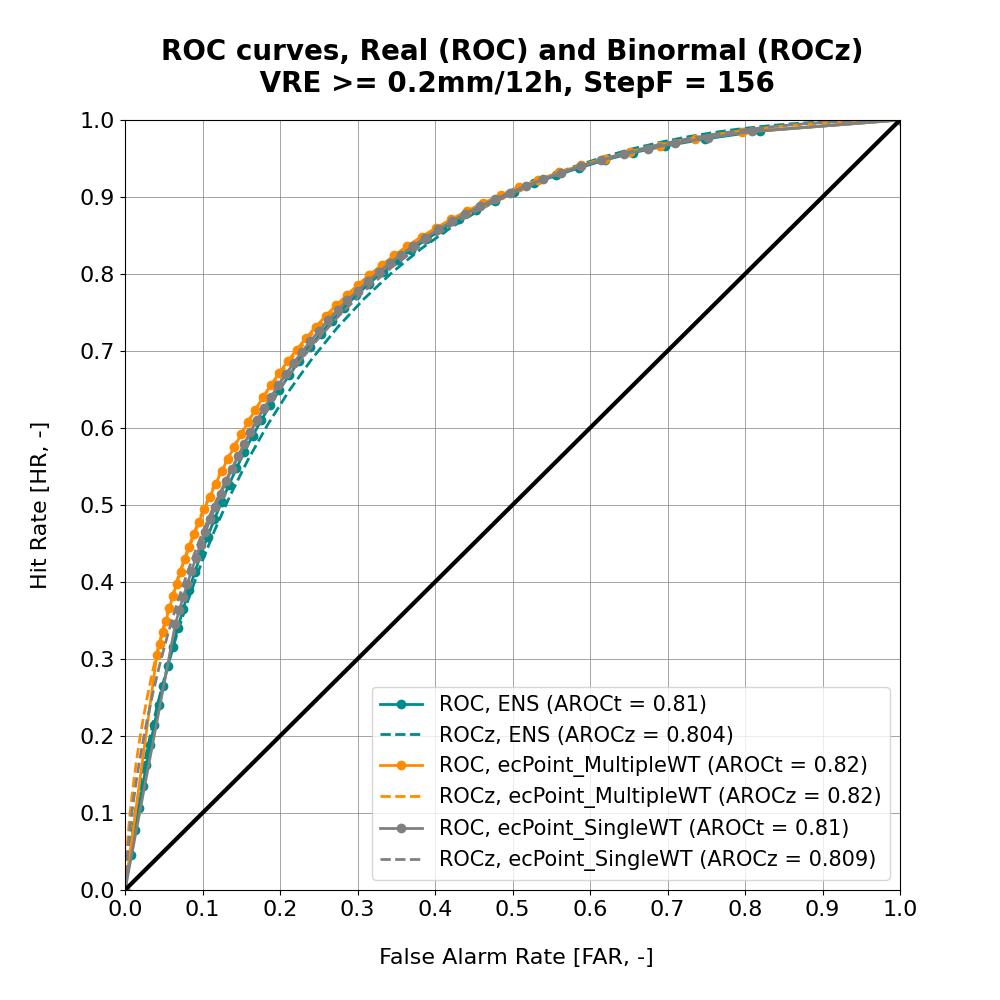 ROC curves, Real (ROC) and Binormal (ROCz)
VRE >= 0.2mm/12h, StepF = 156
1.0
0.9
0.8
0.7
0.6
0.5
0.4
0.3
0.2
0.1
0.0
Hit Rate [HR, -]
ROC, ENS (AROCt = 0.81)
ROCz, ENS (AROCz = 0.804)
ROC, ecPoint_MultipleWT (AROCt = 0.82)
ROCz, ecPoint_MultipleWT (AROCz = 0.82)
ROC, ecPoint_SingleWT (AROCt = 0.81)
ROCz, ecPoint_SingleWT (AROCz = 0.809)
0.0 0.1 0.2 0.3 0.4 0.5 0.6 0.7 0.8 0.9 1.0
False Alarm Rate [FAR, -]